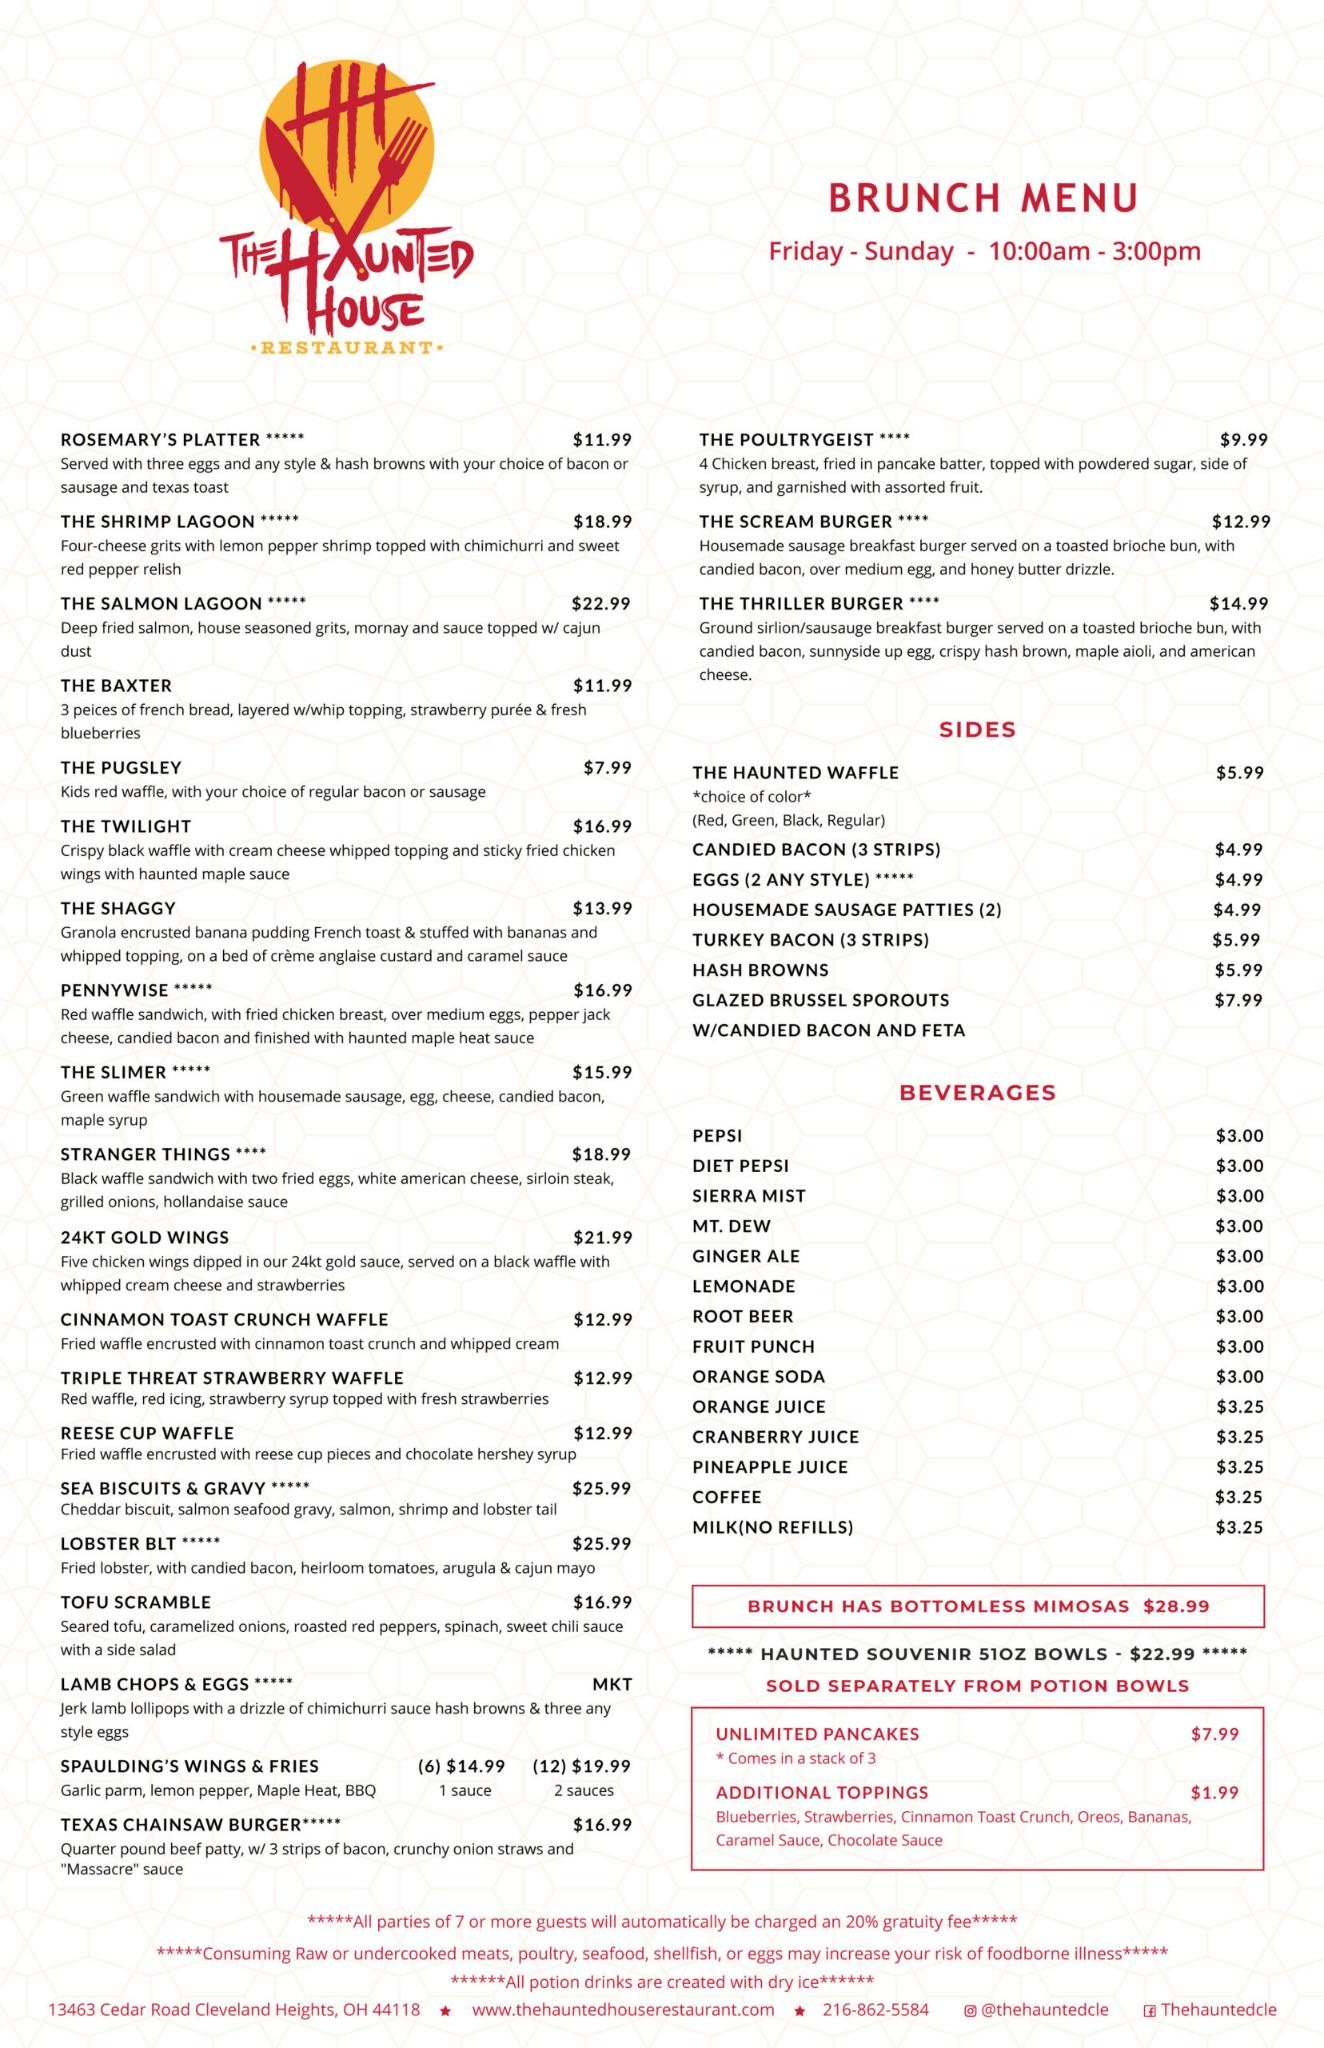 THE HAUNTED
HOUSE
•RESTAURANT•
BRUNCH MENU
Friday - Sunday - 10:00am - 3:00pm
ROSEMARY'S PLATTER ***** $11.99
Served with three eggs and any style & hash browns with your choice of bacon or
sausage and texas toast
THE SHRIMP LAGOON ***** $18.99
Four-cheese grits with lemon pepper shrimp topped with chimichurri and sweet
red pepper relish
THE SALMON LAGOON ***** $22.99
Deep fried salmon, house seasoned grits, mornay and sauce topped w/ cajun
dust
THE BAXTER $11.99
3 peices of french bread, layered w/whip topping, strawberry purée & fresh
blueberries
THE PUGSLEY $7.99
Kids red waffle, with your choice of regular bacon or sausage
THE TWILIGHT $16.99
Crispy black waffle with cream cheese whipped topping and sticky fried chicken
wings with haunted maple sauce
THE SHAGGY $13.99
Granola encrusted banana pudding French toast & stuffed with bananas and
whipped topping, on a bed of crème anglaise custard and caramel sauce
PENNYWISE ***** $16.99
Red waffle sandwich, with fried chicken breast, over medium eggs, pepper jack
cheese, candied bacon and finished with haunted maple heat sauce
THE SLIMER ***** $15.99
Green waffle sandwich with housemade sausage, egg, cheese, candied bacon,
maple syrup
STRANGER THINGS **** $18.99
Black waffle sandwich with two fried eggs, white american cheese, sirloin steak,
grilled onions, hollandaise sauce
24KT GOLD WINGS $21.99
Five chicken wings dipped in our 24kt gold sauce, served on a black waffle with
whipped cream cheese and strawberries
CINNAMON TOAST CRUNCH WAFFLE $12.99
Fried waffle encrusted with cinnamon toast crunch and whipped cream
TRIPLE THREAT STRAWBERRY WAFFLE $12.99
Red waffle, red icing, strawberry syrup topped with fresh strawberries
REESE CUP WAFFLE $12.99
Fried waffle encrusted with reese cup pieces and chocolate hershey syrup
SEA BISCUITS & GRAVY ***** $25.99
Cheddar biscuit, salmon seafood gravy, salmon, shrimp and lobster tail
LOBSTER BLT ***** $25.99
Fried lobster, with candied bacon, heirloom tomatoes, arugula & cajun mayo
TOFU SCRAMBLE $16.99
Seared tofu, caramelized onions, roasted red peppers, spinach, sweet chili sauce
with a side salad
LAMB CHOPS & EGGS ***** MKT
Jerk lamb lollipops with a drizzle of chimichurri sauce hash browns & three any
style eggs
SPAULDING'S WINGS & FRIES (6) $14.99 (12) $19.99
Garlic parm, lemon pepper, Maple Heat, BBQ 1 sauce 2 sauces
TEXAS CHAINSAW BURGER***** $16.99
Quarter pound beef patty, w/ 3 strips of bacon, crunchy onion straws and
"Massacre" sauce
THE POULTRYGEIST **** $9.99
4 Chicken breast, fried in pancake batter, topped with powdered sugar, side of
syrup, and garnished with assorted fruit.
THE SCREAM BURGER **** $12.99
Housemade sausage breakfast burger served on a toasted brioche bun, with
candied bacon, over medium egg, and honey butter drizzle.
THE THRILLER BURGER **** $14.99
Ground sirlion/sausauge breakfast burger served on a toasted brioche bun, with
candied bacon, sunnyside up egg, crispy hash brown, maple aioli, and american
cheese.
SIDES
THE HAUNTED WAFFLE $5.99
*choice of color*
(Red, Green, Black, Regular)
CANDIED BACON (3 STRIPS) $4.99
EGGS (2 ANY STYLE) ***** $4.99
HOUSEMADE SAUSAGE PATTIES (2) $4.99
TURKEY BACON (3 STRIPS) $5.99
HASH BROWNS $5.99
GLAZED BRUSSEL SPOROUTS $7.99
W/CANDIED BACON AND FETA
BEVERAGES
PEPSI $3.00
DIET PEPSI $3.00
SIERRA MIST $3.00
MT. DEW $3.00
GINGER ALE $3.00
LEMONADE $3.00
ROOT BEER $3.00
FRUIT PUNCH $3.00
ORANGE SODA $3.00
ORANGE JUICE $3.25
CRANBERRY JUICE $3.25
PINEAPPLE JUICE $3.25
COFFEE $3.25
MILK(NO REFILLS) $3.25
BRUNCH HAS BOTTOMLESS MIMOSAS $28.99
***** HAUNTED SOUVENIR 51OZ BOWLS - $22.99 *****
SOLD SEPARATELY FROM POTION BOWLS
UNLIMITED PANCAKES $7.99
* Comes in a stack of 3
ADDITIONAL TOPPINGS $1.99
Blueberries, Strawberries, Cinnamon Toast Crunch, Oreos, Bananas,
Caramel Sauce, Chocolate Sauce
*****All parties of 7 or more guests will automatically be charged an 20% gratuity fee*****
*****Consuming Raw or undercooked meats, poultry, seafood, shellfish, or eggs may increase your risk of foodborne illness*****
******All potion drinks are created with dry ice******
13463 Cedar Road Cleveland Heights, OH 44118 ★ www.thehauntedhouserestaurant.com ★ 216-862-5584 @thehauntedcle Thehauntedcle